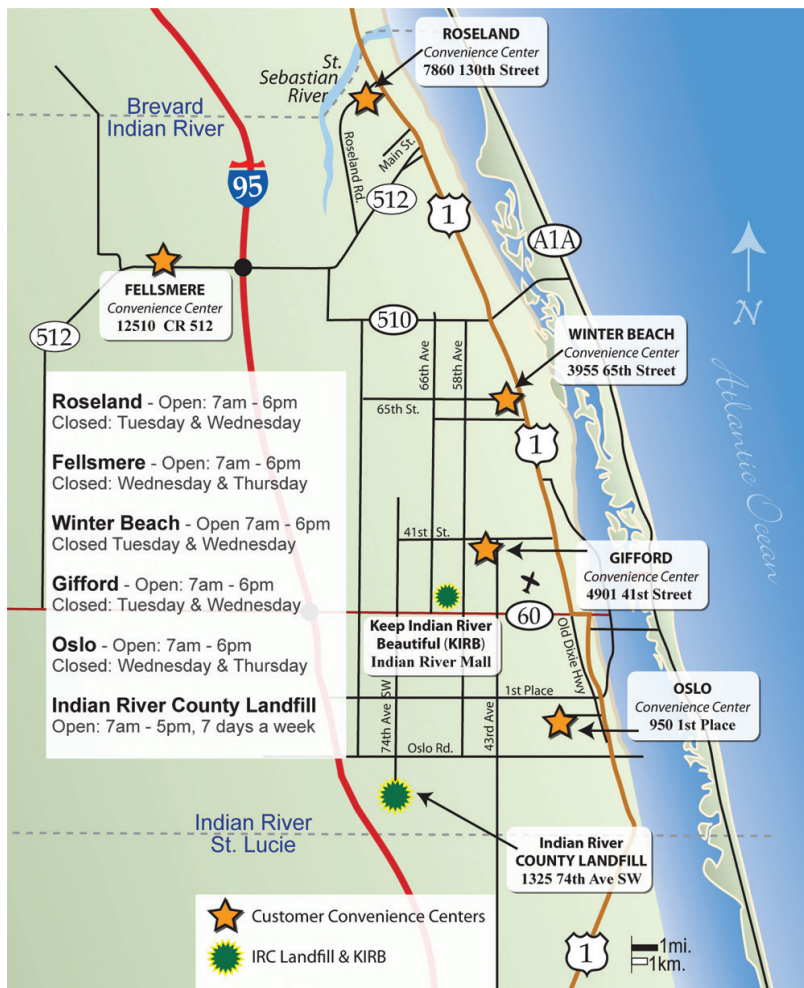 ROSELAND
Convenience Center
7860 130th Street
St.
Sebastian
River
Brevard
Indian River
Roseland Rd.
Main St.
95
512
1
A1A
FELLSMERE
Convenience Center
12510 CR 512
512
510
N
WINTER BEACH
Convenience Center
3955 65th Street
66th Ave
58th Ave
65th St.
1
Atlantic Ocean
Roseland - Open: 7am - 6pm
Closed: Tuesday & Wednesday
Fellsmere - Open: 7am - 6pm
Closed: Wednesday & Thursday
Winter Beach - Open 7am - 6pm
Closed Tuesday & Wednesday
Gifford - Open: 7am - 6pm
Closed: Tuesday & Wednesday
Oslo - Open: 7am - 6pm
Closed: Wednesday & Thursday
Indian River County Landfill
Open: 7am - 5pm, 7 days a week
41st St.
GIFFORD
Convenience Center
4901 41st Street
60
Keep Indian River
Beautiful (KIRB)
Indian River Mall
Old Dixie Hwy
74th Ave SW
43rd Ave
1st Place
OSLO
Convenience Center
950 1st Place
Oslo Rd.
Indian River
St. Lucie
Indian River
COUNTY LANDFILL
1325 74th Ave SW
Customer Convenience Centers
IRC Landfill & KIRB
1
1mi.
1km.